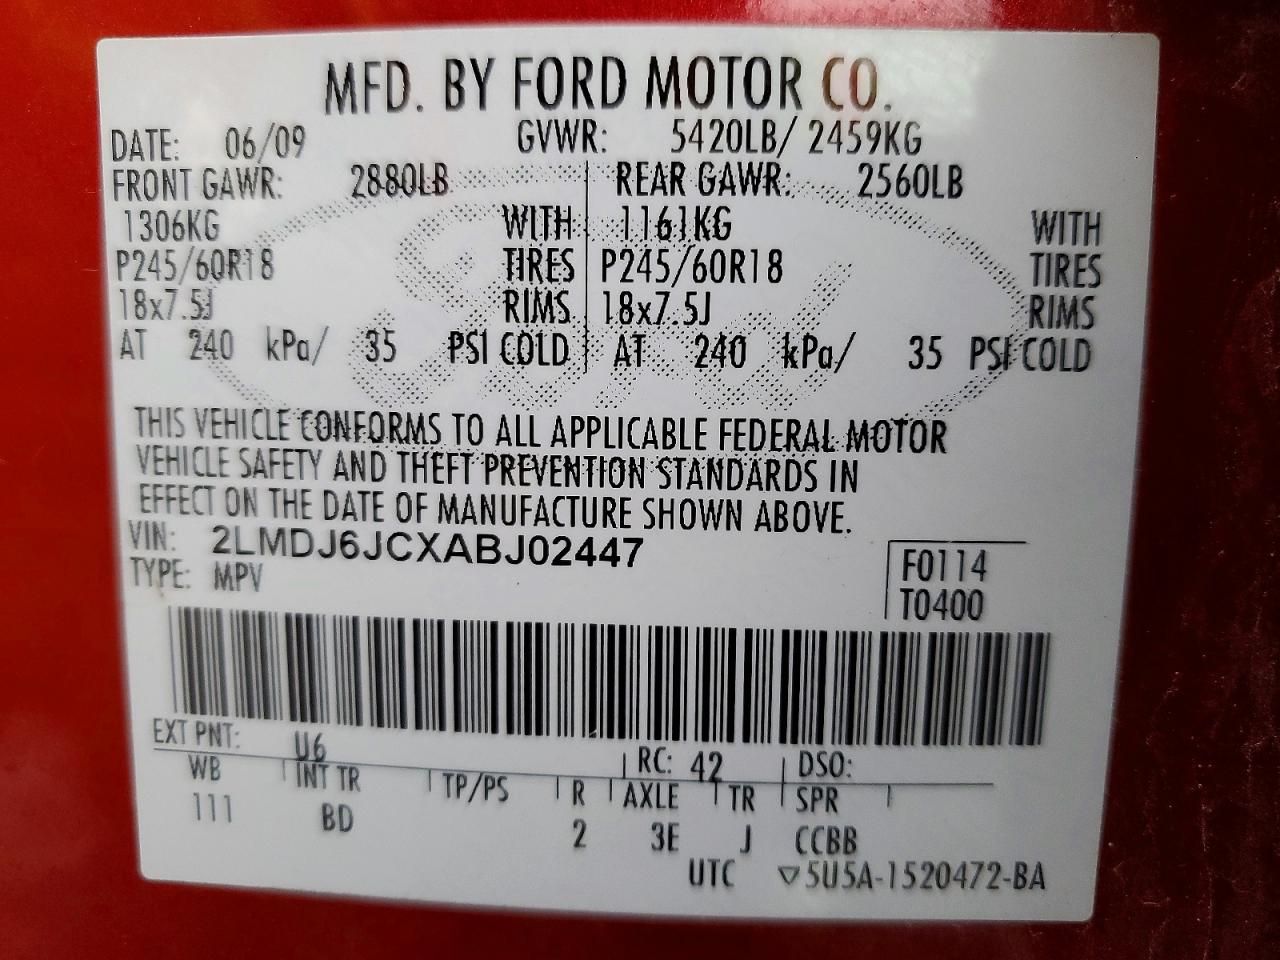 MFD. BY FORD MOTOR CO.
DATE: 06/09 GVWR: 5420LB/ 2459KG
FRONT GAWR: 2880LB REAR GAWR: 2560LB
1306KG WITH 1161KG WITH
P245/60R18 TIRES P245/60R18 TIRES
18x7.5J RIMS 18x7.5J RIMS
AT 240 kPa/ 35 PSI COLD AT 240 kPa/ 35 PSI COLD
THIS VEHICLE CONFORMS TO ALL APPLICABLE FEDERAL MOTOR
VEHICLE SAFETY AND THEFT PREVENTION STANDARDS IN
EFFECT ON THE DATE OF MANUFACTURE SHOWN ABOVE.
VIN: 2LMDJ6JCXABJ02447
TYPE: MPV
F0114
T0400
EXT PNT: U6 RC: 42 DSO:
WB INT TR TP/PS R AXLE TR SPR
111 BD 2 3E J CCBB
UTC ▽5U5A-1520472-BA